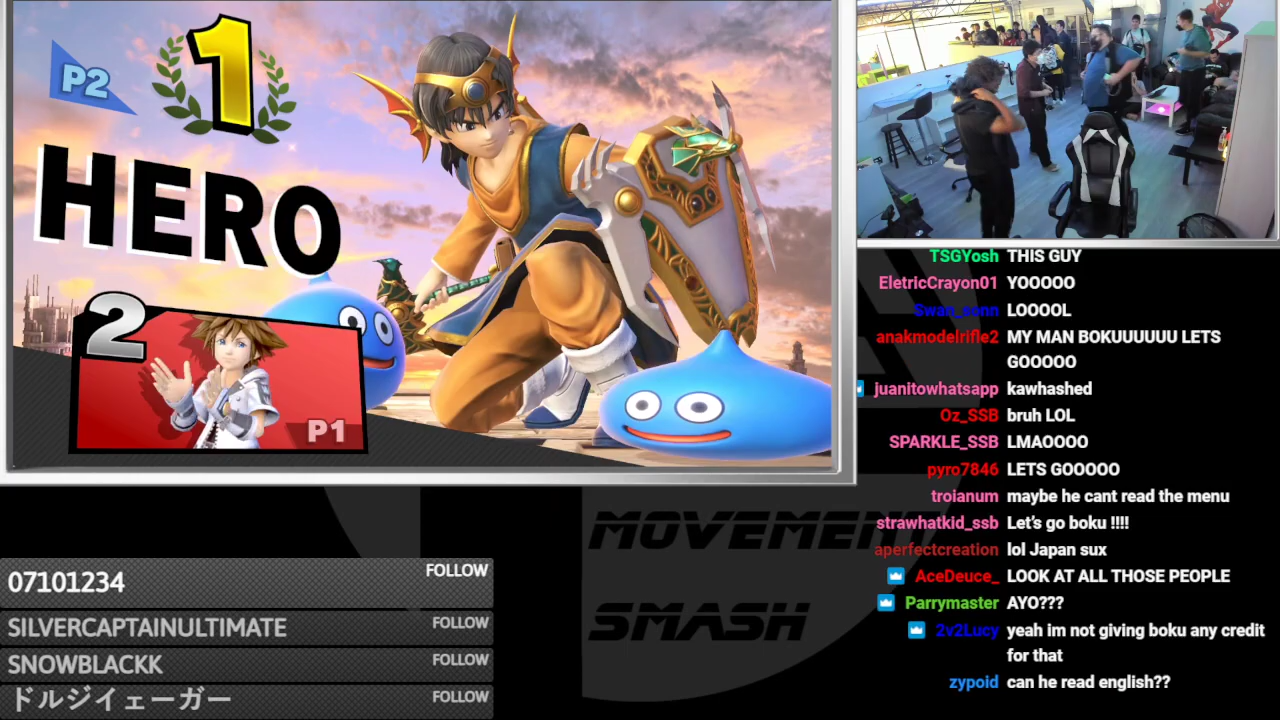 P2
1
HERO
2
P1
TSGYosh THIS GUY
EletricCrayon01 YOOOOO
Swan_sonn LOOOOL
anakmodelrifle2 MY MAN BOKUUUUUU LETS
GOOOOO
juanitowhatsapp kawhashed
Oz_SSB bruh LOL
SPARKLE_SSB LMAOOOO
pyro7846 LETS GOOOOO
troianum maybe he cant read the menu
strawhatkid_ssb Let's go boku !!!!
aperfectcreation lol Japan sux
AceDeuce_ LOOK AT ALL THOSE PEOPLE
Parrymaster AYO???
2v2Lucy yeah im not giving boku any credit
for that
zypoid can he read english??
MOVEMENT
SMASH
07101234 FOLLOW
SILVERCAPTAINULTIMATE FOLLOW
SNOWBLACKK FOLLOW
ドルジイェーガー FOLLOW